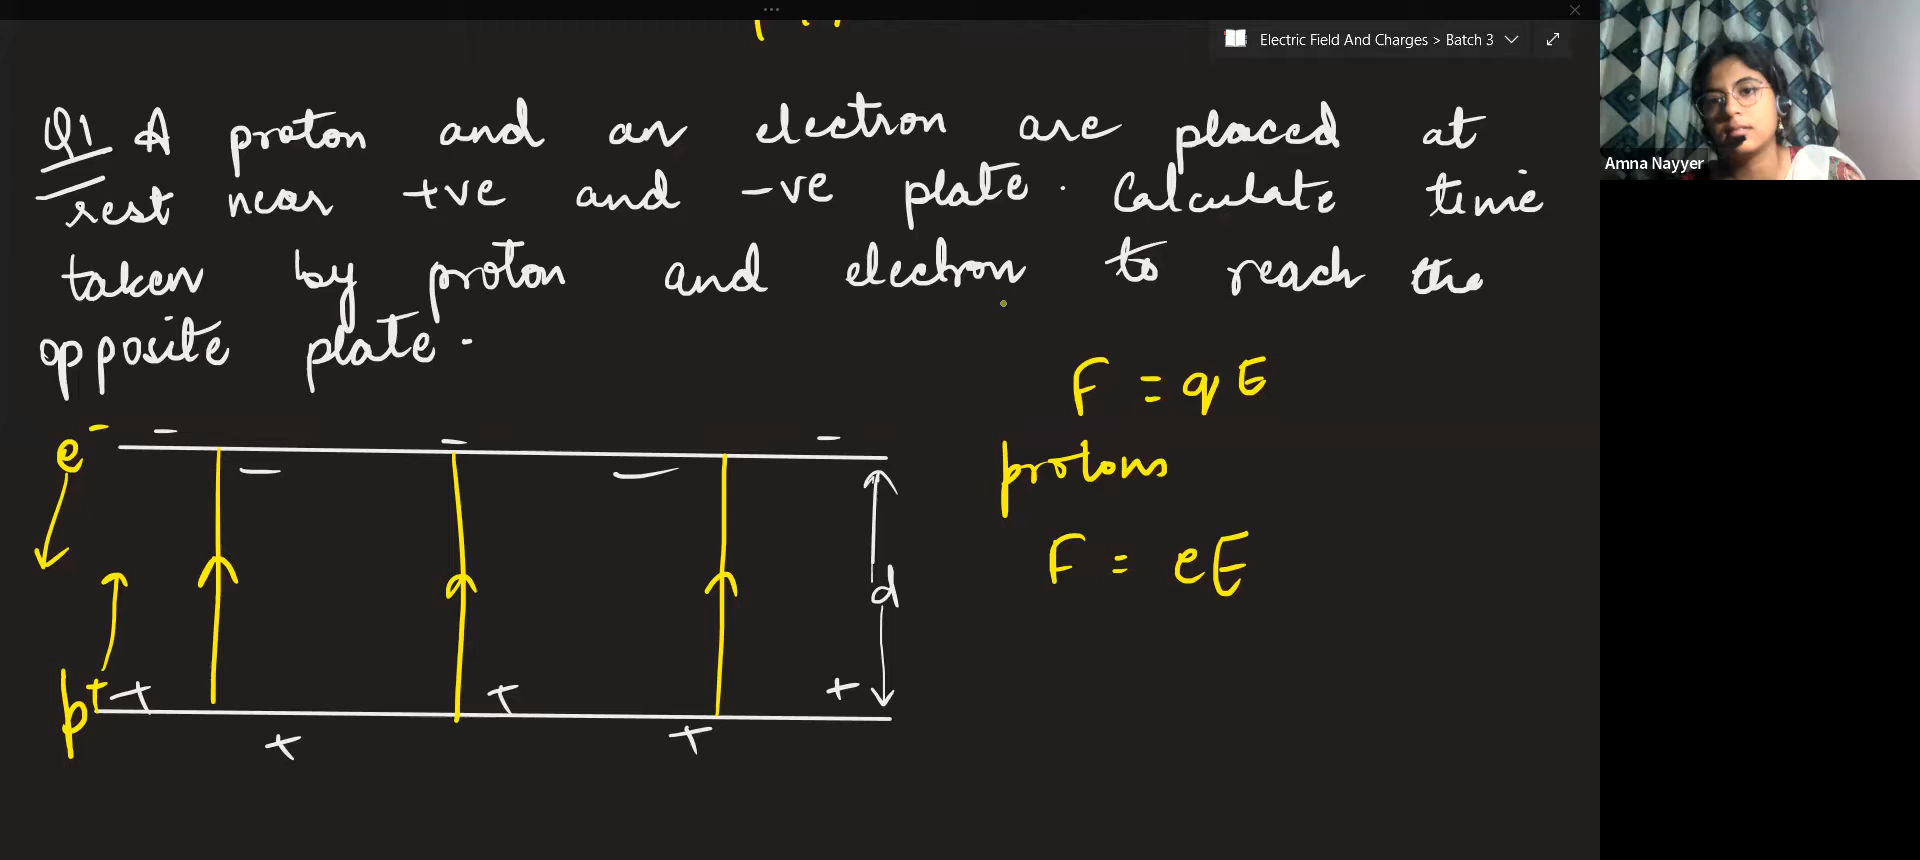 Electric Field And Charges > Batch 3
Amna Nayyer
Q1 A proton and an electron are placed at
rest near +ve and -ve plate. Calculate time
taken by proton and electron to reach the
opposite plate.
F = qE
protons
F = eE
e⁻ - - - -
- -
d
p⁺ + + +
+ +